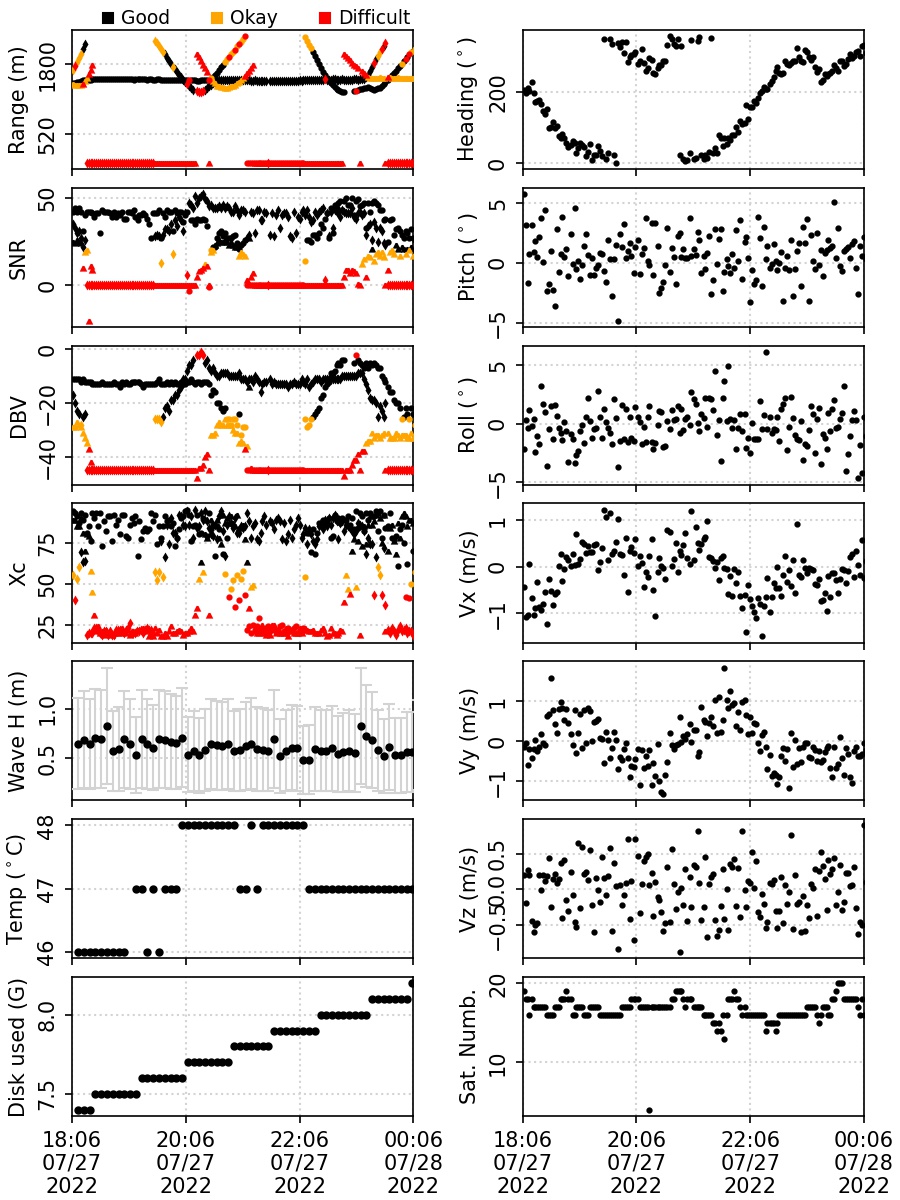 Good Okay Difficult
Range (m)
1800
520
Heading (°)
200
0
SNR
50
0
Pitch (°)
5
0
−5
DBV
0
−20
−40
Roll (°)
5
0
−5
Xc
75
50
25
Vx (m/s)
1
0
−1
Wave H (m)
1.0
0.5
Vy (m/s)
1
0
−1
Temp (°C)
48
47
46
Vz (m/s)
0.5
0.0
−0.5
Disk used (G)
8.0
7.5
Sat. Numb.
20
10
18:06 20:06 22:06 00:06 18:06 20:06 22:06 00:06
07/27 07/27 07/27 07/28 07/27 07/27 07/27 07/28
2022 2022 2022 2022 2022 2022 2022 2022